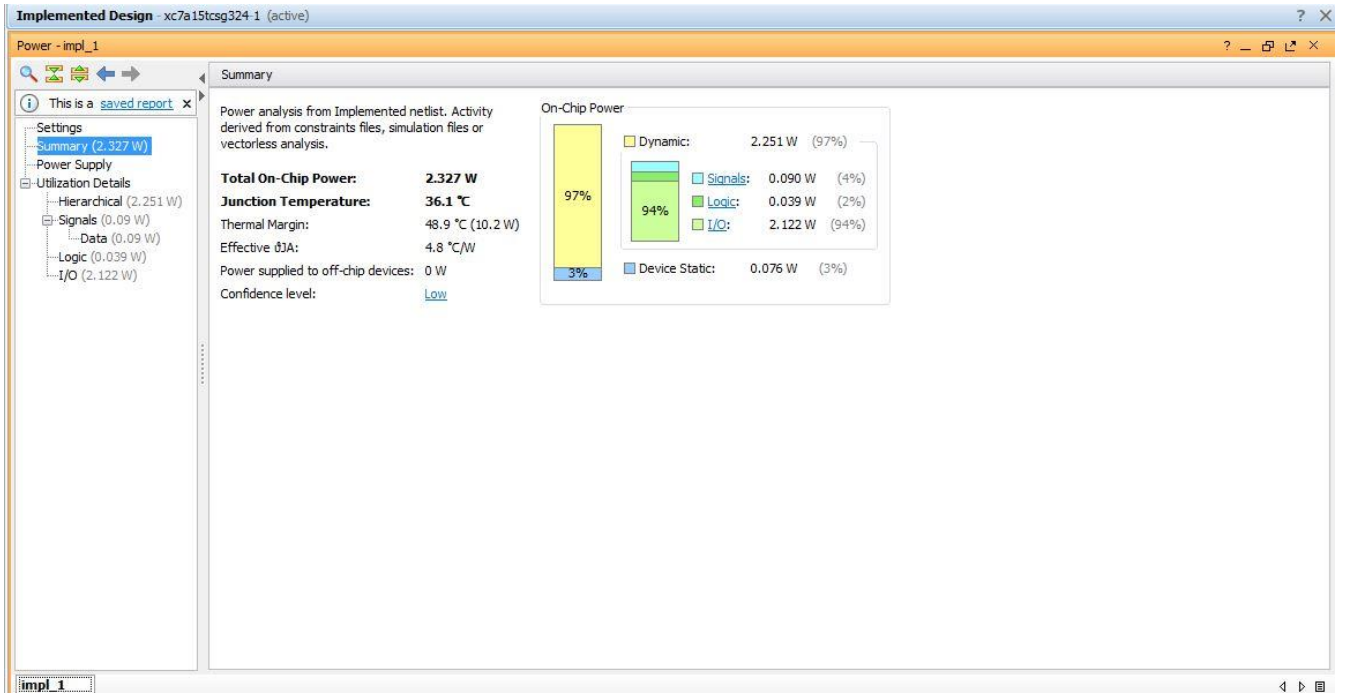 Implemented Design - xc7a15tcsg324-1 (active)
? X
Power - impl_1
Summary
This is a saved report x
Settings
Summary (2.327 W)
Power Supply
Utilization Details
Hierarchical (2.251 W)
Signals (0.09 W)
Data (0.09 W)
Logic (0.039 W)
I/O (2.122 W)
Power analysis from Implemented netlist. Activity
derived from constraints files, simulation files or
vectorless analysis.
Total On-Chip Power: 2.327 W
Junction Temperature: 36.1 °C
Thermal Margin: 48.9 °C (10.2 W)
Effective ϑJA: 4.8 °C/W
Power supplied to off-chip devices: 0 W
Confidence level: Low
On-Chip Power
97%
3%
Dynamic: 2.251 W (97%)
94%
Signals: 0.090 W (4%)
Logic: 0.039 W (2%)
I/O: 2.122 W (94%)
Device Static: 0.076 W (3%)
impl_1